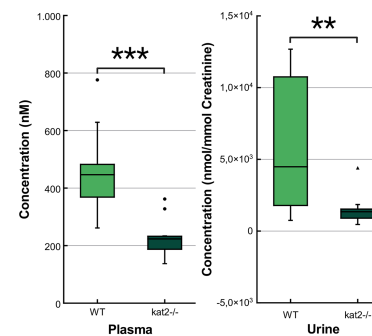 1.000
800
600
400
200
0
Concentration (nM)
***
WT
kat2-/-
Plasma
1,5×10⁴
1,0×10⁴
5,0×10³
0
-5,0×10³
Concentration (nmol/mmol Creatinine)
**
WT
kat2-/-
Urine